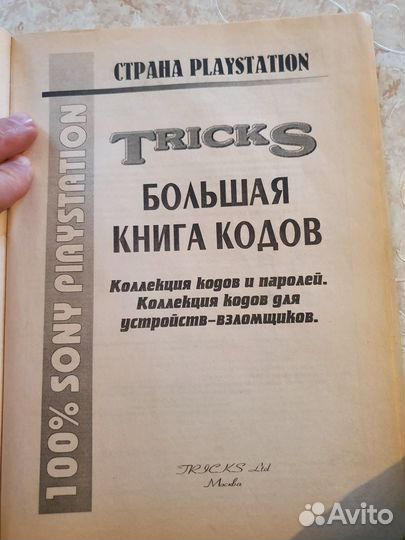 СТРАНА PLAYSTATION
100% SONY PLAYSTATION
TRICKS
БОЛЬШАЯ
КНИГА КОДОВ
Коллекция кодов и паролей.
Коллекция кодов для
устройств-взломщиков.
TRICKS Ltd
Москва
Avito